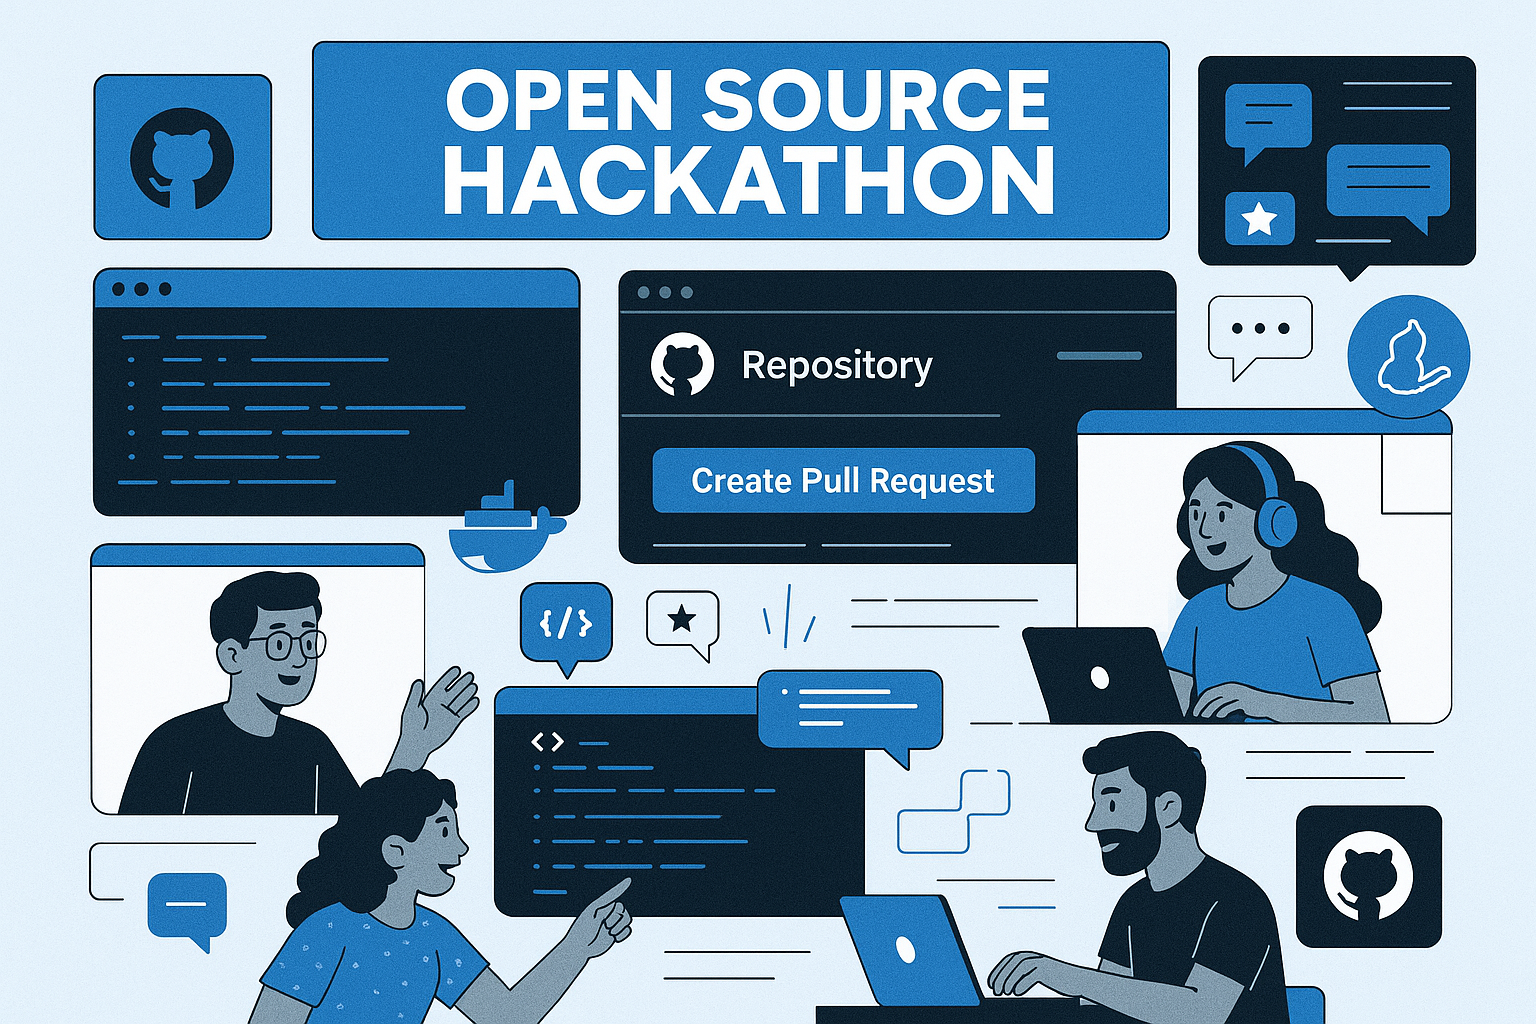 OPEN SOURCE
HACKATHON
Repository
Create Pull Request
{/}
<>